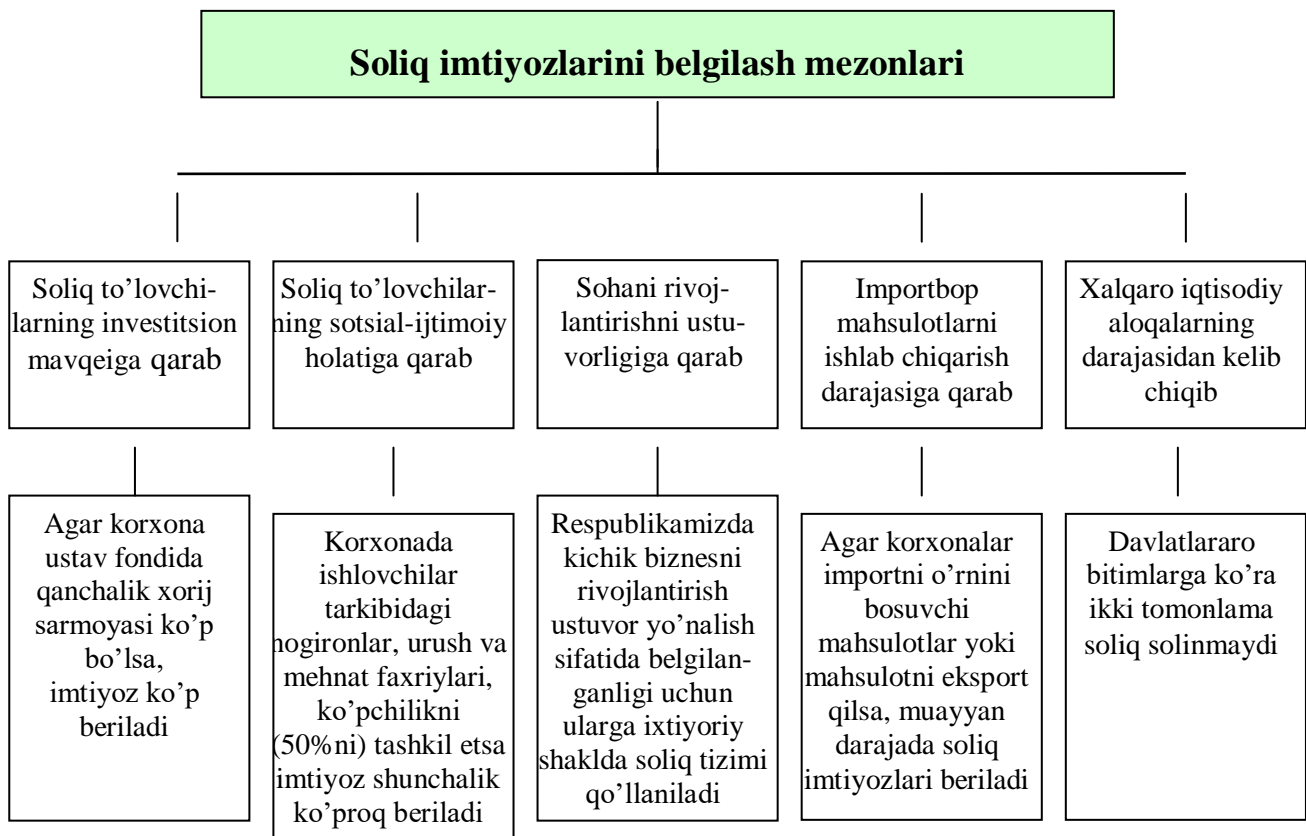 Soliq imtiyozlarini belgilash mezonlari
Soliq to’lovchi-
larning investitsion
mavqeiga qarab
Soliq to’lovchilar-
ning sotsial-ijtimoiy
holatiga qarab
Sohani rivoj-
lantirishni ustu-
vorligiga qarab
Importbop
mahsulotlarni
ishlab chiqarish
darajasiga qarab
Xalqaro iqtisodiy
aloqalarning
darajasidan kelib
chiqib
Agar korxona
ustav fondida
qanchalik xorij
sarmoyasi ko’p
bo’lsa,
imtiyoz ko’p
beriladi
Korxonada
ishlovchilar
tarkibidagi
nogironlar, urush va
mehnat faxriylari,
ko’pchilikni
(50%ni) tashkil etsa
imtiyoz shunchalik
ko’proq beriladi
Respublikamizda
kichik biznesni
rivojlantirish
ustuvor yo’nalish
sifatida belgilan-
ganligi uchun
ularga ixtiyoriy
shaklda soliq tizimi
qo’llaniladi
Agar korxonalar
importni o’rnini
bosuvchi
mahsulotlar yoki
mahsulotni eksport
qilsa, muayyan
darajada soliq
imtiyozlari beriladi
Davlatlararo
bitimlarga ko’ra
ikki tomonlama
soliq solinmaydi